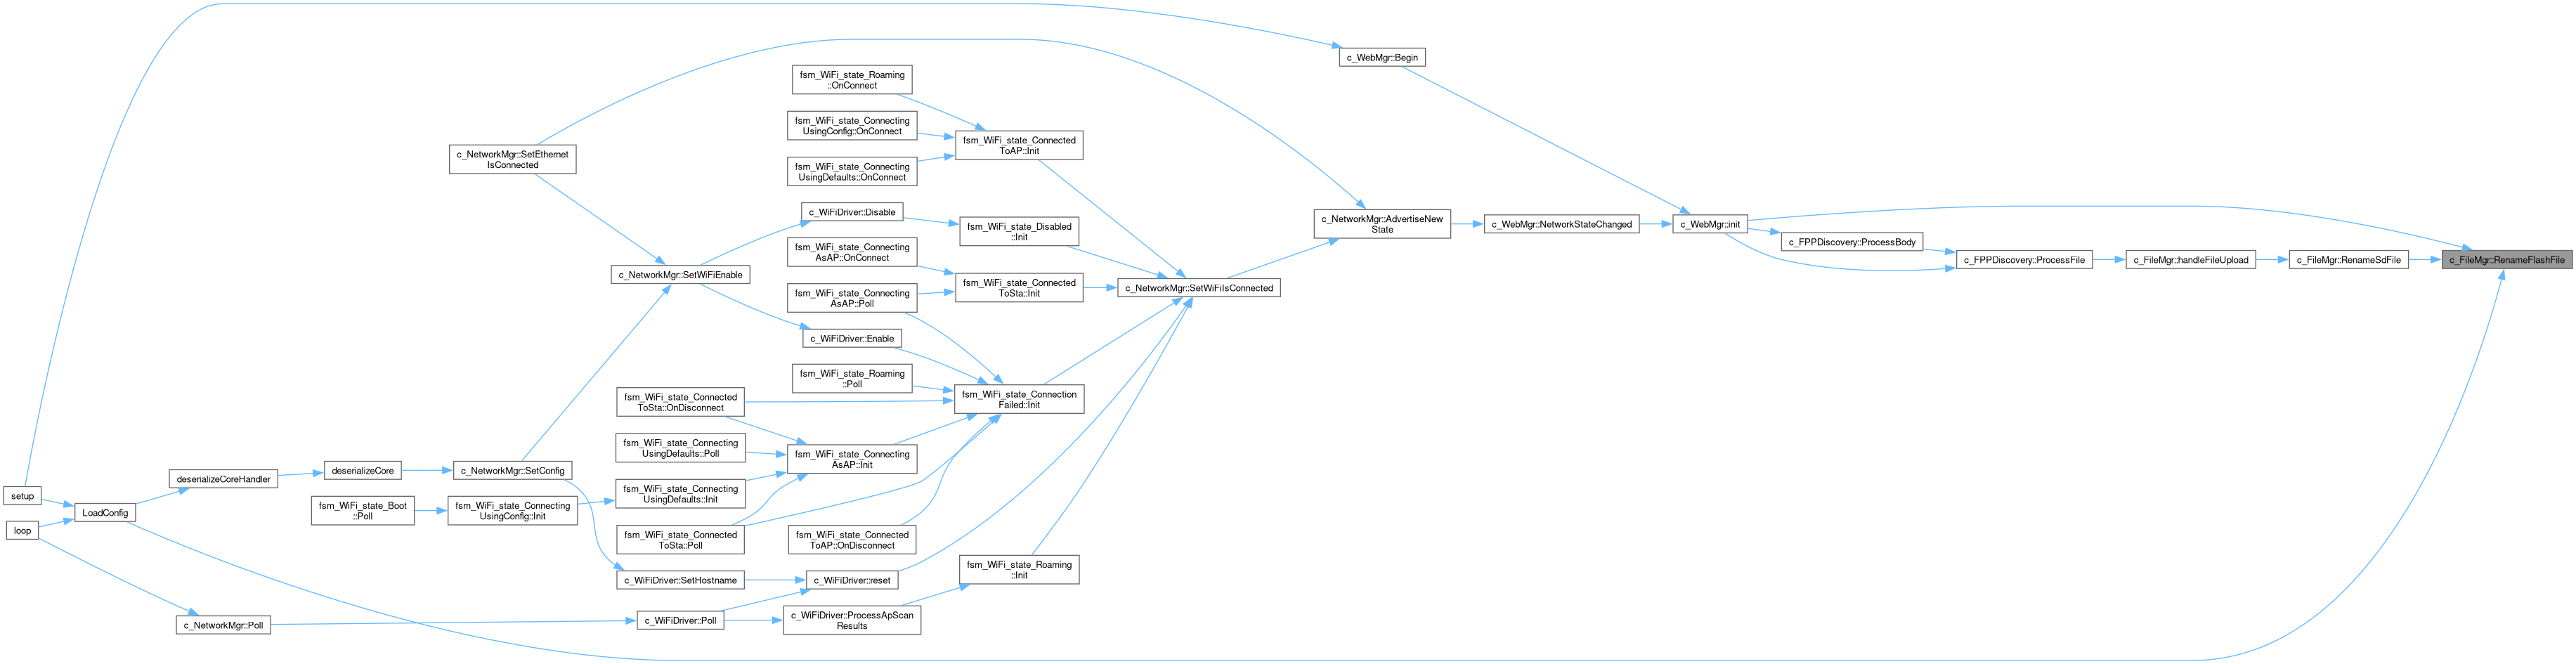 c_WebMgr::Begin
fsm_WiFi_state_Roaming
::OnConnect
fsm_WiFi_state_Connecting
UsingConfig::OnConnect
fsm_WiFi_state_Connected
ToAP::Init
c_NetworkMgr::SetEthernet
IsConnected
fsm_WiFi_state_Connecting
UsingDefaults::OnConnect
c_WiFiDriver::Disable
fsm_WiFi_state_Disabled
::Init
c_NetworkMgr::AdvertiseNew
State
c_WebMgr::NetworkStateChanged
c_WebMgr::init
c_FPPDiscovery::ProcessBody
fsm_WiFi_state_Connecting
AsAP::OnConnect
c_FPPDiscovery::ProcessFile
c_FileMgr::handleFileUpload
c_FileMgr::RenameSdFile
c_FileMgr::RenameFlashFile
c_NetworkMgr::SetWiFiEnable
fsm_WiFi_state_Connected
ToSta::Init
c_NetworkMgr::SetWiFiIsConnected
fsm_WiFi_state_Connecting
AsAP::Poll
c_WiFiDriver::Enable
fsm_WiFi_state_Roaming
::Poll
fsm_WiFi_state_Connected
ToSta::OnDisconnect
fsm_WiFi_state_Connection
Failed::Init
fsm_WiFi_state_Connecting
UsingDefaults::Poll
fsm_WiFi_state_Connecting
AsAP::Init
deserializeCoreHandler
deserializeCore
c_NetworkMgr::SetConfig
setup
LoadConfig
fsm_WiFi_state_Boot
::Poll
fsm_WiFi_state_Connecting
UsingConfig::Init
fsm_WiFi_state_Connecting
UsingDefaults::Init
loop
fsm_WiFi_state_Connected
ToSta::Poll
fsm_WiFi_state_Connected
ToAP::OnDisconnect
c_WiFiDriver::SetHostname
c_WiFiDriver::reset
fsm_WiFi_state_Roaming
::Init
c_NetworkMgr::Poll
c_WiFiDriver::Poll
c_WiFiDriver::ProcessApScan
Results